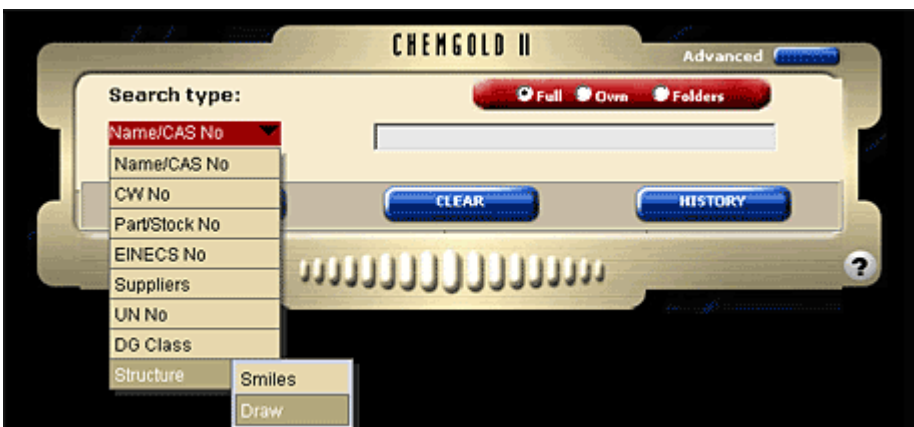 CHEMGOLD II
Advanced
Search type:
Full Own Folders
Name/CAS No
Name/CAS No
CW No
Part/Stock No
EINECS No
Suppliers
UN No
DG Class
Structure
Smiles
Draw
CLEAR
HISTORY
?